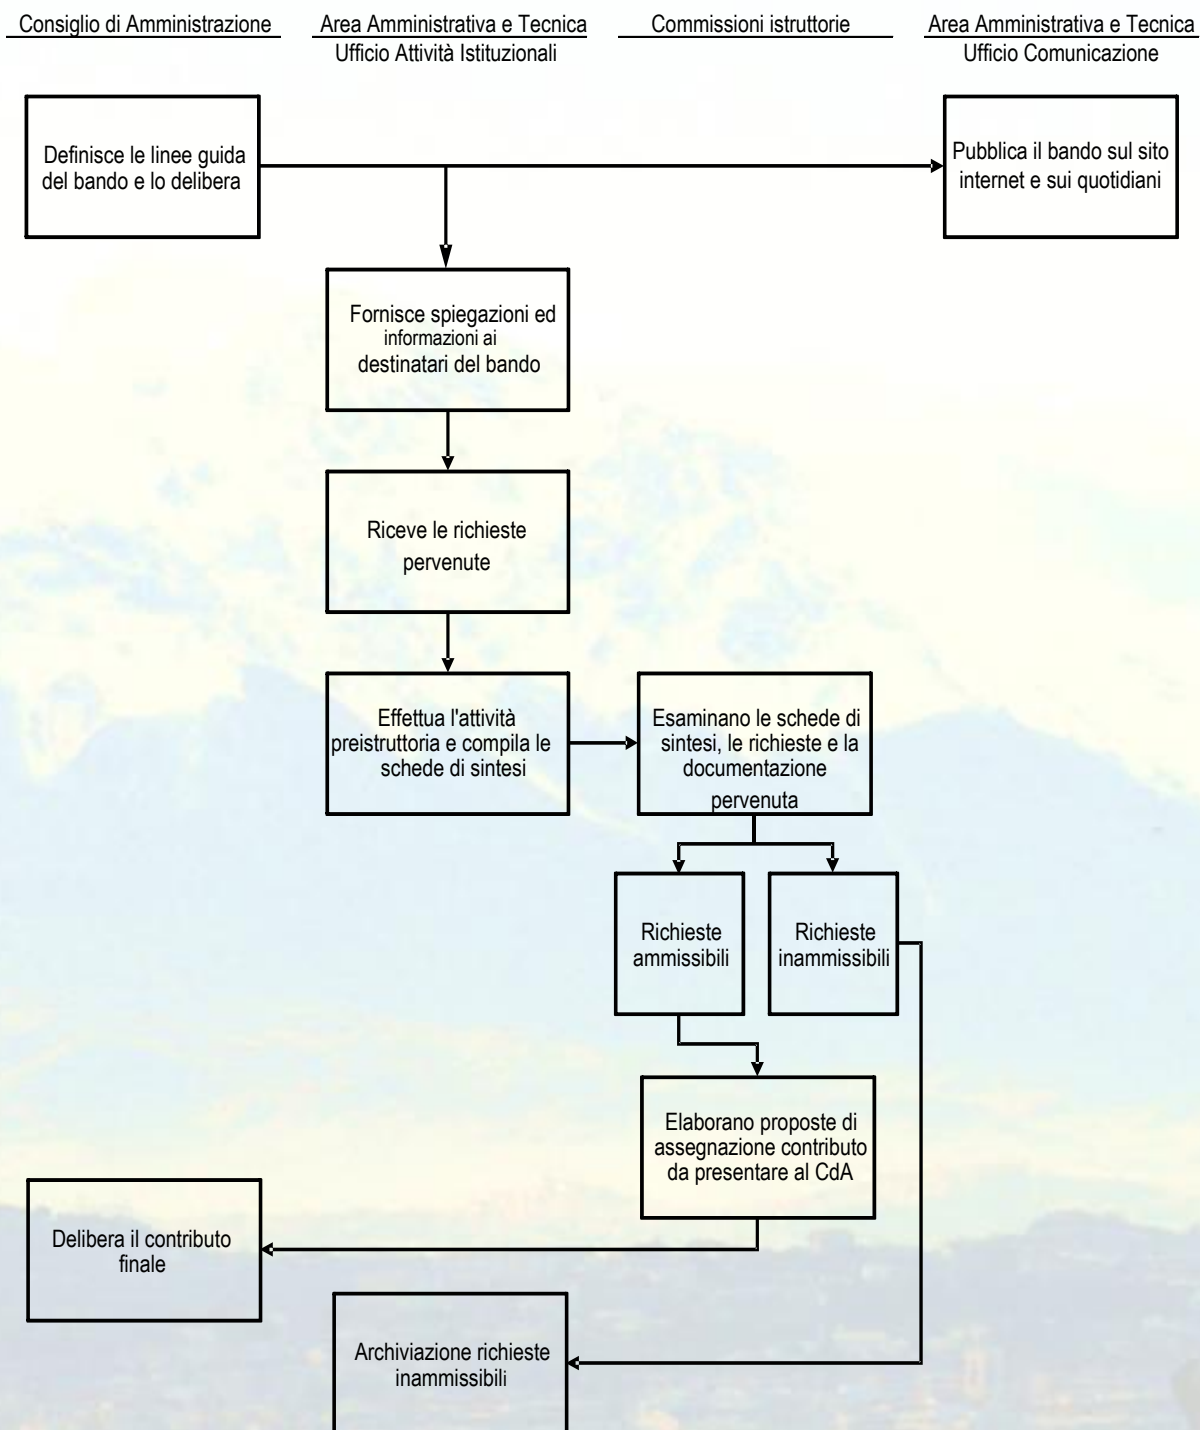 Consiglio di Amministrazione
Area Amministrativa e Tecnica
Ufficio Attività Istituzionali
Commissioni istruttorie
Area Amministrativa e Tecnica
Ufficio Comunicazione
Definisce le linee guida
del bando e lo delibera
Pubblica il bando sul sito
internet e sui quotidiani
Fornisce spiegazioni ed
informazioni ai
destinatari del bando
Riceve le richieste
pervenute
Effettua l'attività
preistruttoria e compila le
schede di sintesi
Esaminano le schede di
sintesi, le richieste e la
documentazione
pervenuta
Richieste
ammissibili
Richieste
inammissibili
Elaborano proposte di
assegnazione contributo
da presentare al CdA
Delibera il contributo
finale
Archiviazione richieste
inammissibili